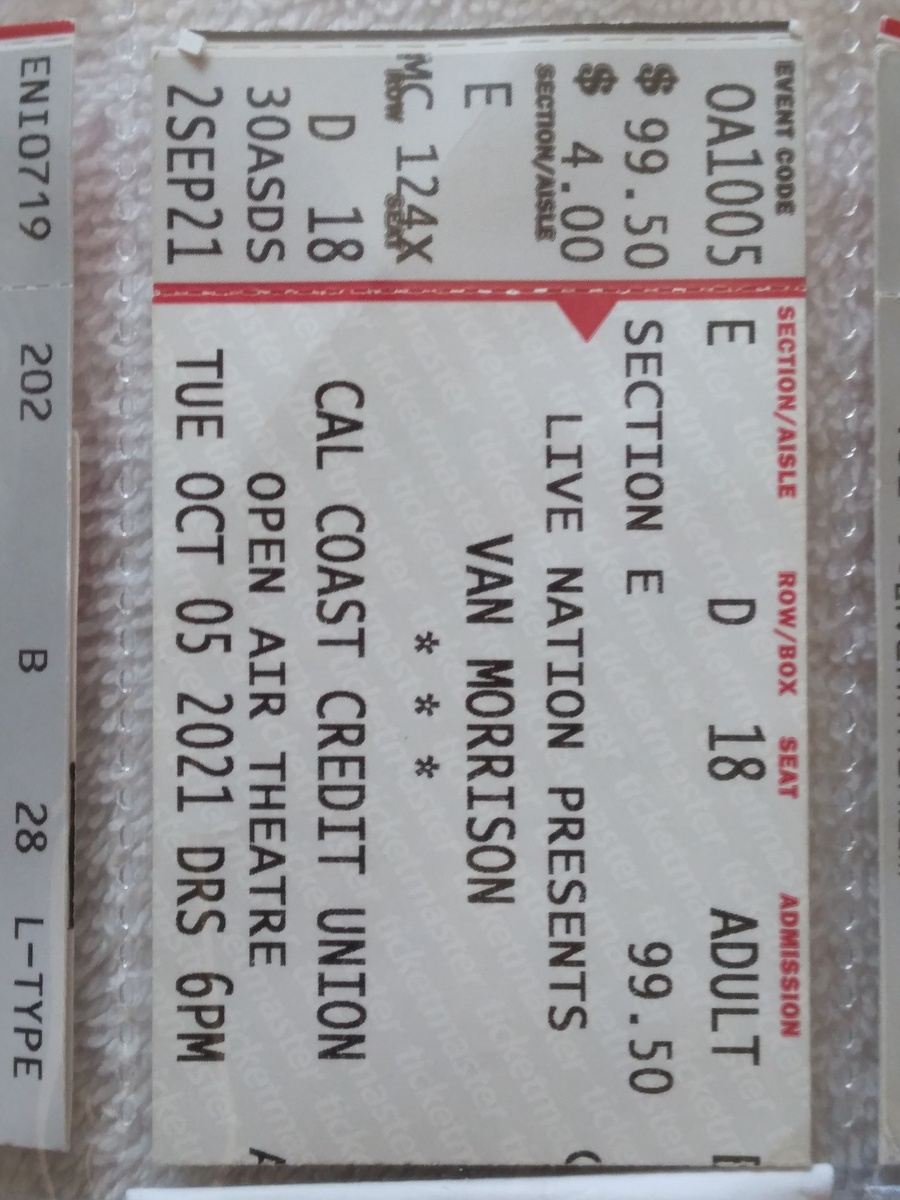 EVENT CODE
OA1005
$ 99.50
$ 4.00
SECTION/AISLE
E
ROW SEAT
MC 124X
D 18
30ASDS
2SEP21
SECTION/AISLE ROW/BOX SEAT ADMISSION
E D 18 ADULT
SECTION E 99.50
LIVE NATION PRESENTS
VAN MORRISON
* * *
CAL COAST CREDIT UNION
OPEN AIR THEATRE
TUE OCT 05 2021 DRS 6PM
ENI0719 202 B 28 L-TYPE